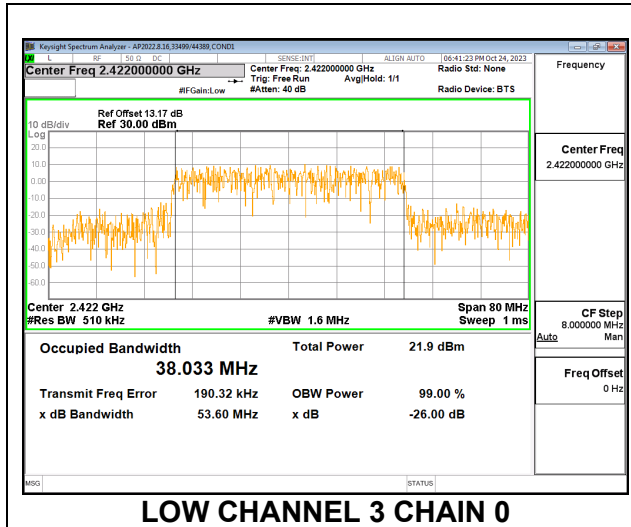 Keysight Spectrum Analyzer - AP2022.8.16,33499/44389,COND1
L RF 50 Ω DC SENSE:INT ALIGN AUTO 06:41:23 PM Oct 24, 2023
Center Freq 2.422000000 GHz
Center Freq: 2.422000000 GHz
Radio Std: None
Trig: Free Run Avg|Hold: 1/1
#IFGain:Low #Atten: 40 dB Radio Device: BTS
Frequency
Ref Offset 13.17 dB
10 dB/div Ref 30.00 dBm
Log
20.0
10.0
0.00
-10.0
-20.0
-30.0
-40.0
-50.0
-60.0
Center 2.422 GHz Span 80 MHz
#Res BW 510 kHz #VBW 1.6 MHz Sweep 1 ms
Occupied Bandwidth Total Power 21.9 dBm
38.033 MHz
Transmit Freq Error 190.32 kHz OBW Power 99.00 %
x dB Bandwidth 53.60 MHz x dB -26.00 dB
Center Freq
2.422000000 GHz
CF Step
8.000000 MHz
Auto Man
Freq Offset
0 Hz
MSG STATUS
LOW CHANNEL 3 CHAIN 0